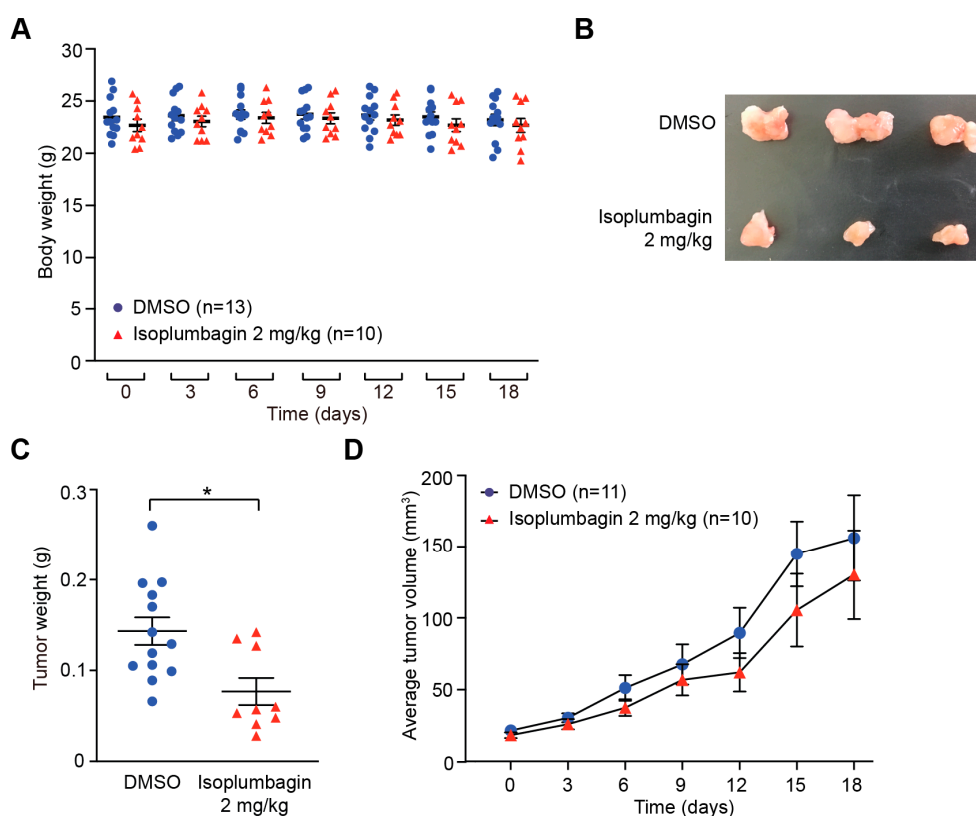 A
30
25
20
15
10
5
0
Body weight (g)
DMSO (n=13)
Isoplumbagin 2 mg/kg (n=10)
0 3 6 9 12 15 18
Time (days)
B
DMSO
Isoplumbagin
2 mg/kg
C
0.3
0.2
0.1
0
Tumor weight (g)
*
DMSO
Isoplumbagin
2 mg/kg
D
200
150
100
50
0
Average tumor volume (mm³)
DMSO (n=11)
Isoplumbagin 2 mg/kg (n=10)
0 3 6 9 12 15 18
Time (days)